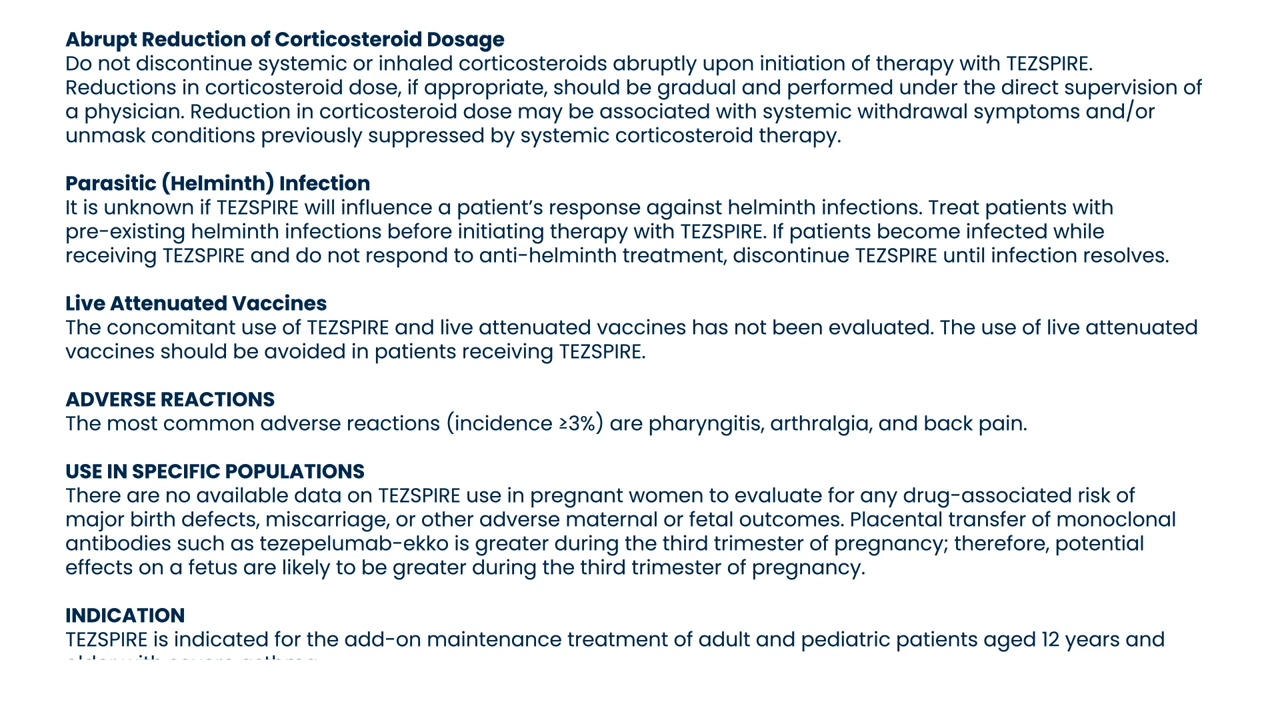 Abrupt Reduction of Corticosteroid Dosage
Do not discontinue systemic or inhaled corticosteroids abruptly upon initiation of therapy with TEZSPIRE.
Reductions in corticosteroid dose, if appropriate, should be gradual and performed under the direct supervision of
a physician. Reduction in corticosteroid dose may be associated with systemic withdrawal symptoms and/or
unmask conditions previously suppressed by systemic corticosteroid therapy.
Parasitic (Helminth) Infection
It is unknown if TEZSPIRE will influence a patient’s response against helminth infections. Treat patients with
pre-existing helminth infections before initiating therapy with TEZSPIRE. If patients become infected while
receiving TEZSPIRE and do not respond to anti-helminth treatment, discontinue TEZSPIRE until infection resolves.
Live Attenuated Vaccines
The concomitant use of TEZSPIRE and live attenuated vaccines has not been evaluated. The use of live attenuated
vaccines should be avoided in patients receiving TEZSPIRE.
ADVERSE REACTIONS
The most common adverse reactions (incidence ≥3%) are pharyngitis, arthralgia, and back pain.
USE IN SPECIFIC POPULATIONS
There are no available data on TEZSPIRE use in pregnant women to evaluate for any drug-associated risk of
major birth defects, miscarriage, or other adverse maternal or fetal outcomes. Placental transfer of monoclonal
antibodies such as tezepelumab-ekko is greater during the third trimester of pregnancy; therefore, potential
effects on a fetus are likely to be greater during the third trimester of pregnancy.
INDICATION
TEZSPIRE is indicated for the add-on maintenance treatment of adult and pediatric patients aged 12 years and